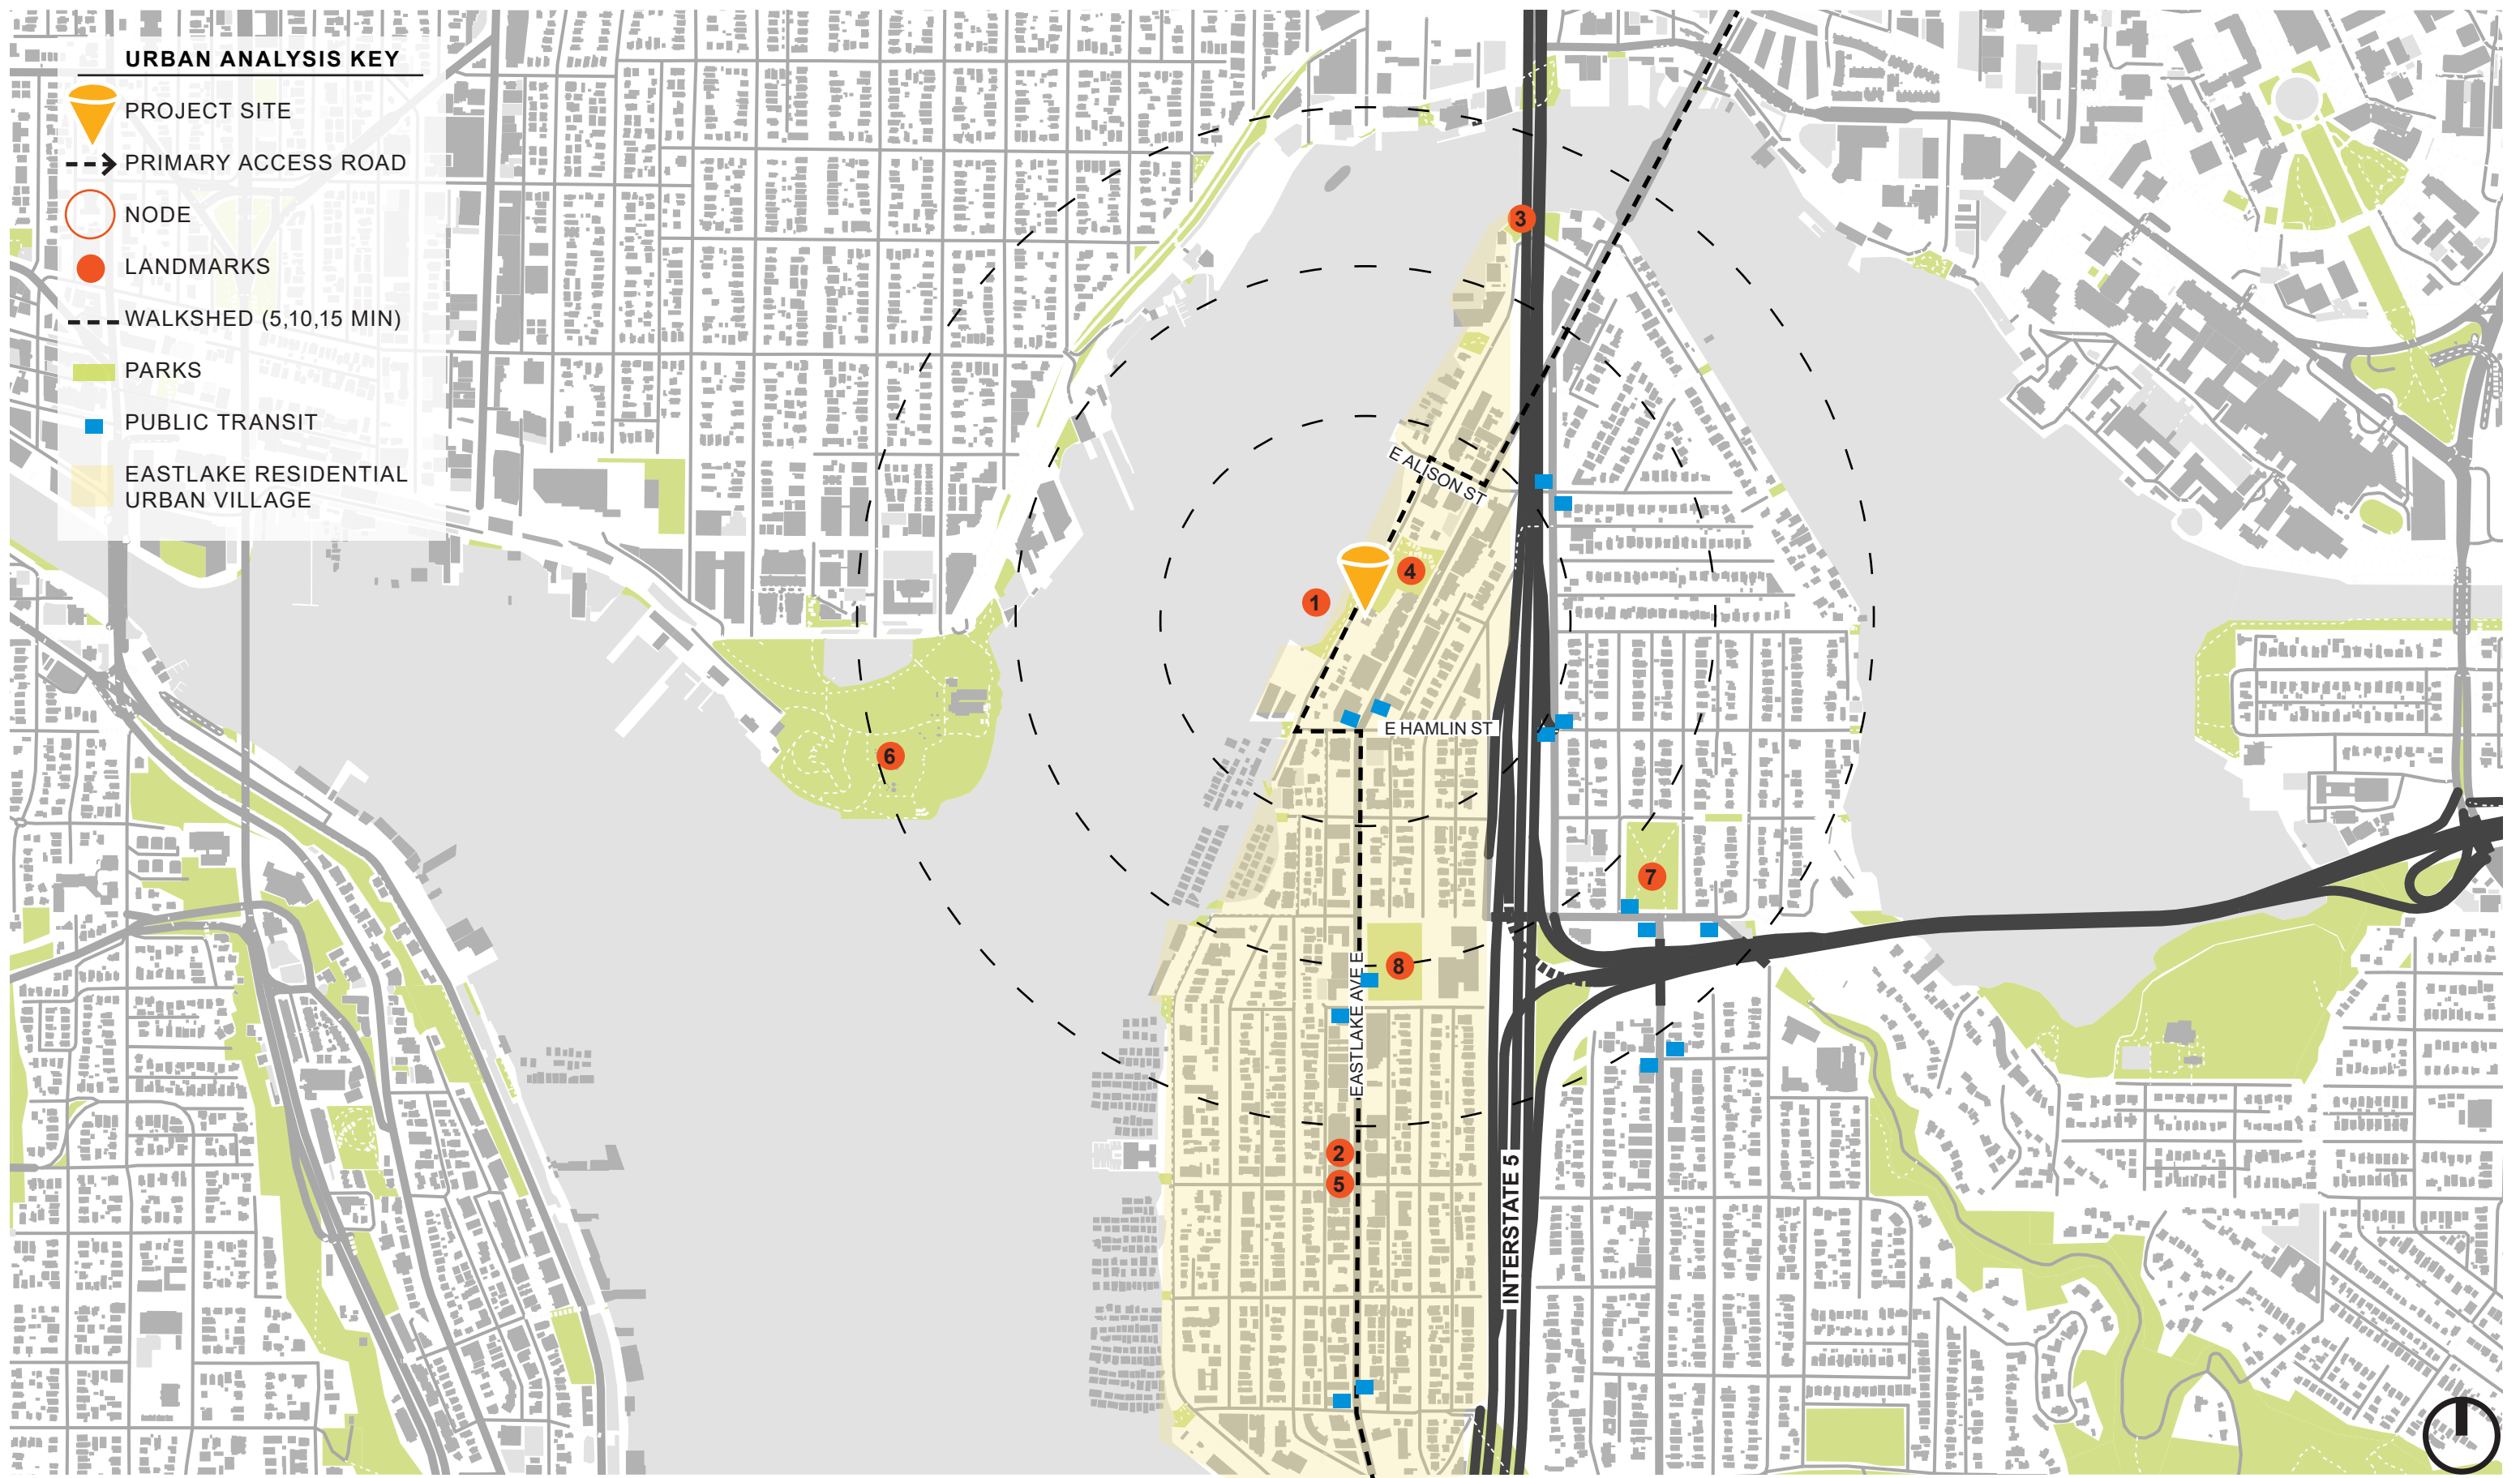 URBAN ANALYSIS KEY
PROJECT SITE
PRIMARY ACCESS ROAD
NODE
LANDMARKS
WALKSHED (5,10,15 MIN)
PARKS
PUBLIC TRANSIT
EASTLAKE RESIDENTIAL
URBAN VILLAGE
3
E ALISON ST
4
1
E HAMLIN ST
6
7
8
EASTLAKE AVE E
2
5
INTERSTATE 5